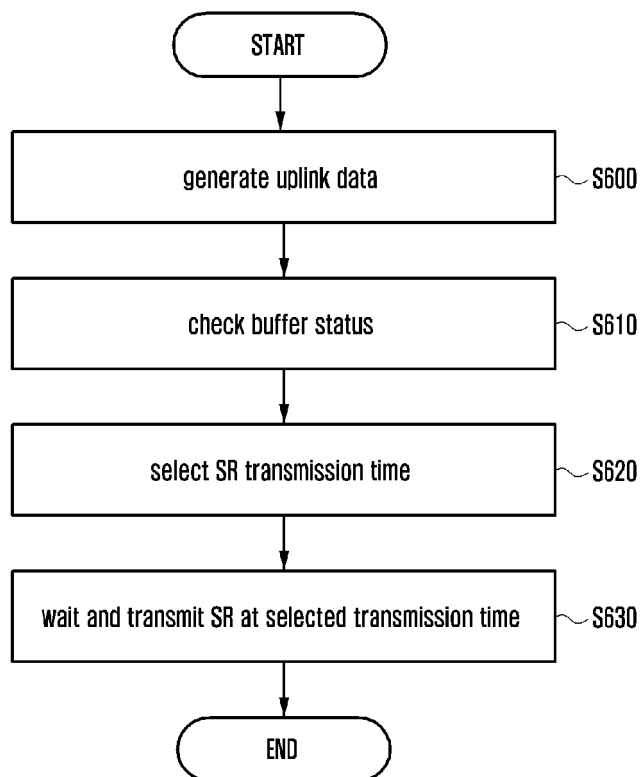 START
generate uplink data
S600
check buffer status
S610
select SR transmission time
S620
wait and transmit SR at selected transmission time
S630
END